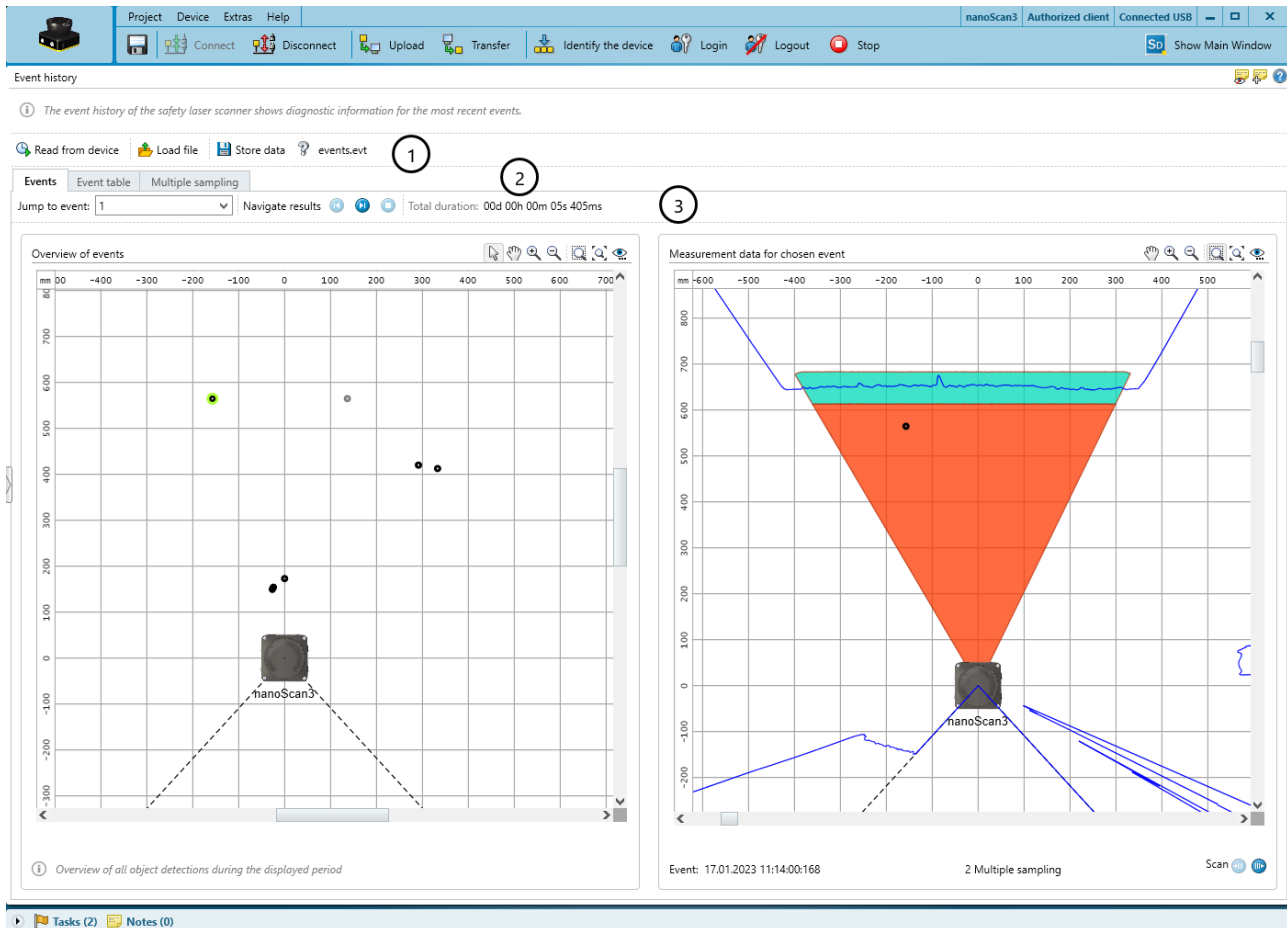 Project Device Extras Help nanoScan3 Authorized client Connected USB
Connect Disconnect Upload Transfer Identify the device Login Logout Stop SD Show Main Window
Event history
The event history of the safety laser scanner shows diagnostic information for the most recent events.
Read from device Load file Store data events.evt
1
2
3
Events Event table Multiple sampling
Jump to event: 1 Navigate results Total duration: 00d 00h 00m 05s 405ms
Overview of events
mm 00 -400 -300 -200 -100 0 100 200 300 400 500 600 700
80
700
600
500
400
300
200
100
0
-100
-200
-300
nanoScan3
Overview of all object detections during the displayed period
Measurement data for chosen event
mm -600 -500 -400 -300 -200 -100 0 100 200 300 400 500
800
700
600
500
400
300
200
100
0
-100
-200
nanoScan3
Event: 17.01.2023 11:14:00:168 2 Multiple sampling Scan
Tasks (2) Notes (0)